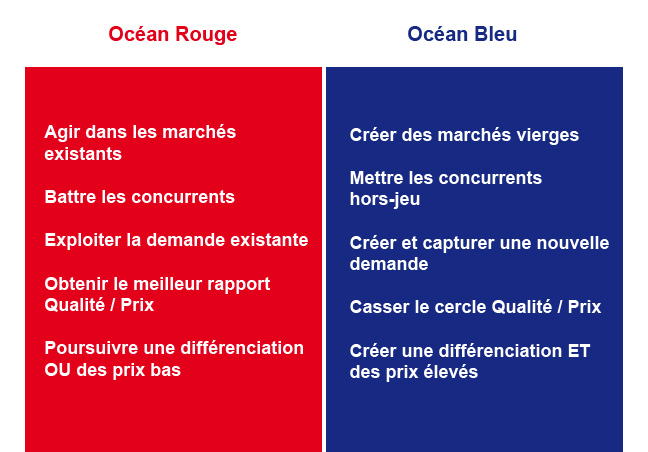 Océan Rouge
Agir dans les marchés
existants
Battre les concurrents
Exploiter la demande existante
Obtenir le meilleur rapport
Qualité / Prix
Poursuivre une différenciation
OU des prix bas
Océan Bleu
Créer des marchés vierges
Mettre les concurrents
hors-jeu
Créer et capturer une nouvelle
demande
Casser le cercle Qualité / Prix
Créer une différenciation ET
des prix élevés